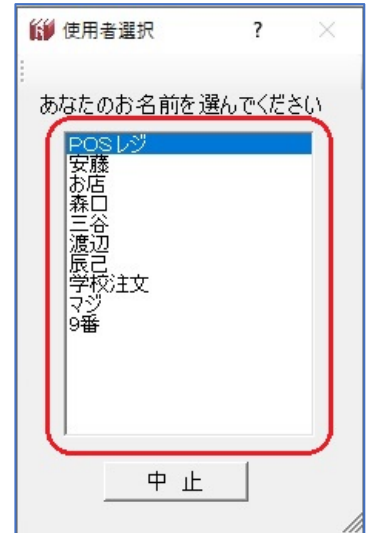 使用者選択 ?
あなたのお名前を選んでください
POSレジ
安藤
お店
森口
三谷
渡辺
辰己
学校注文
マジ
9番
中 止